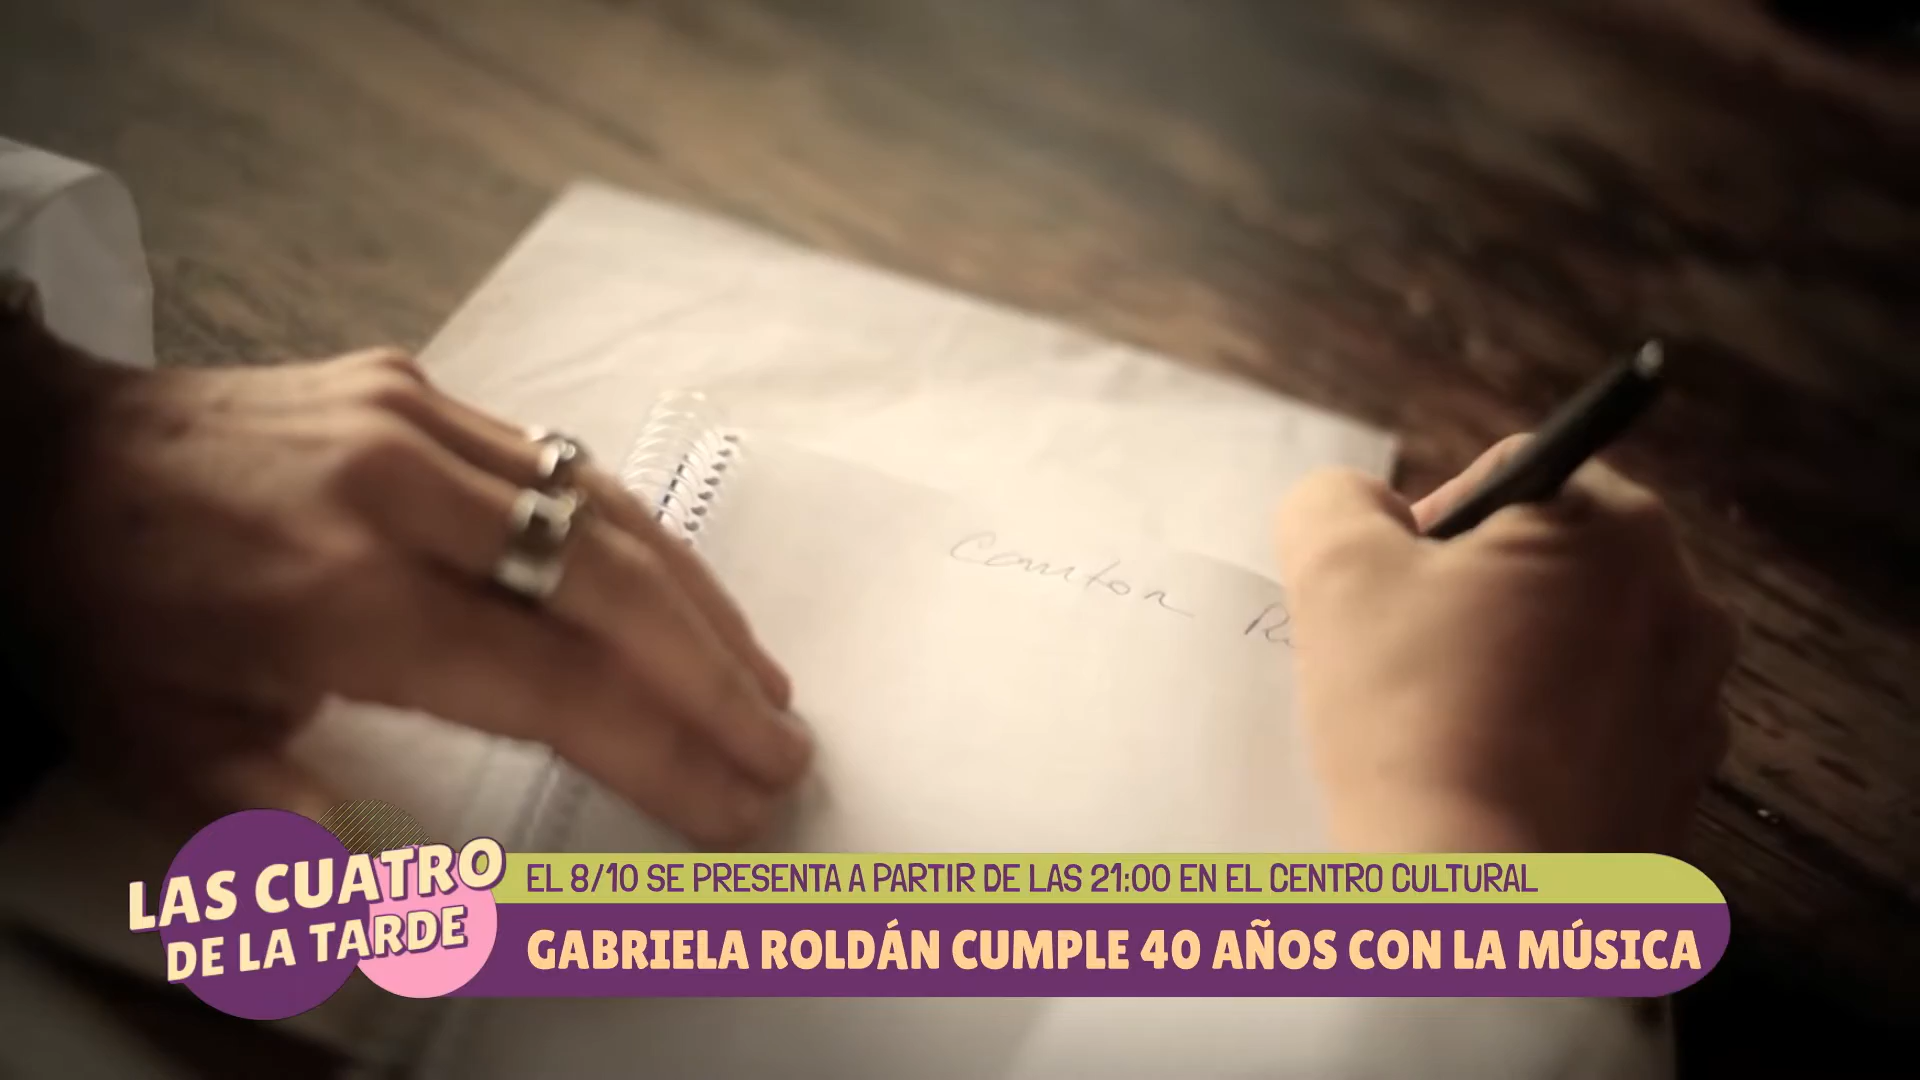 LAS CUATRO
DE LA TARDE
EL 8/10 SE PRESENTA A PARTIR DE LAS 21:00 EN EL CENTRO CULTURAL
GABRIELA ROLDÁN CUMPLE 40 AÑOS CON LA MÚSICA